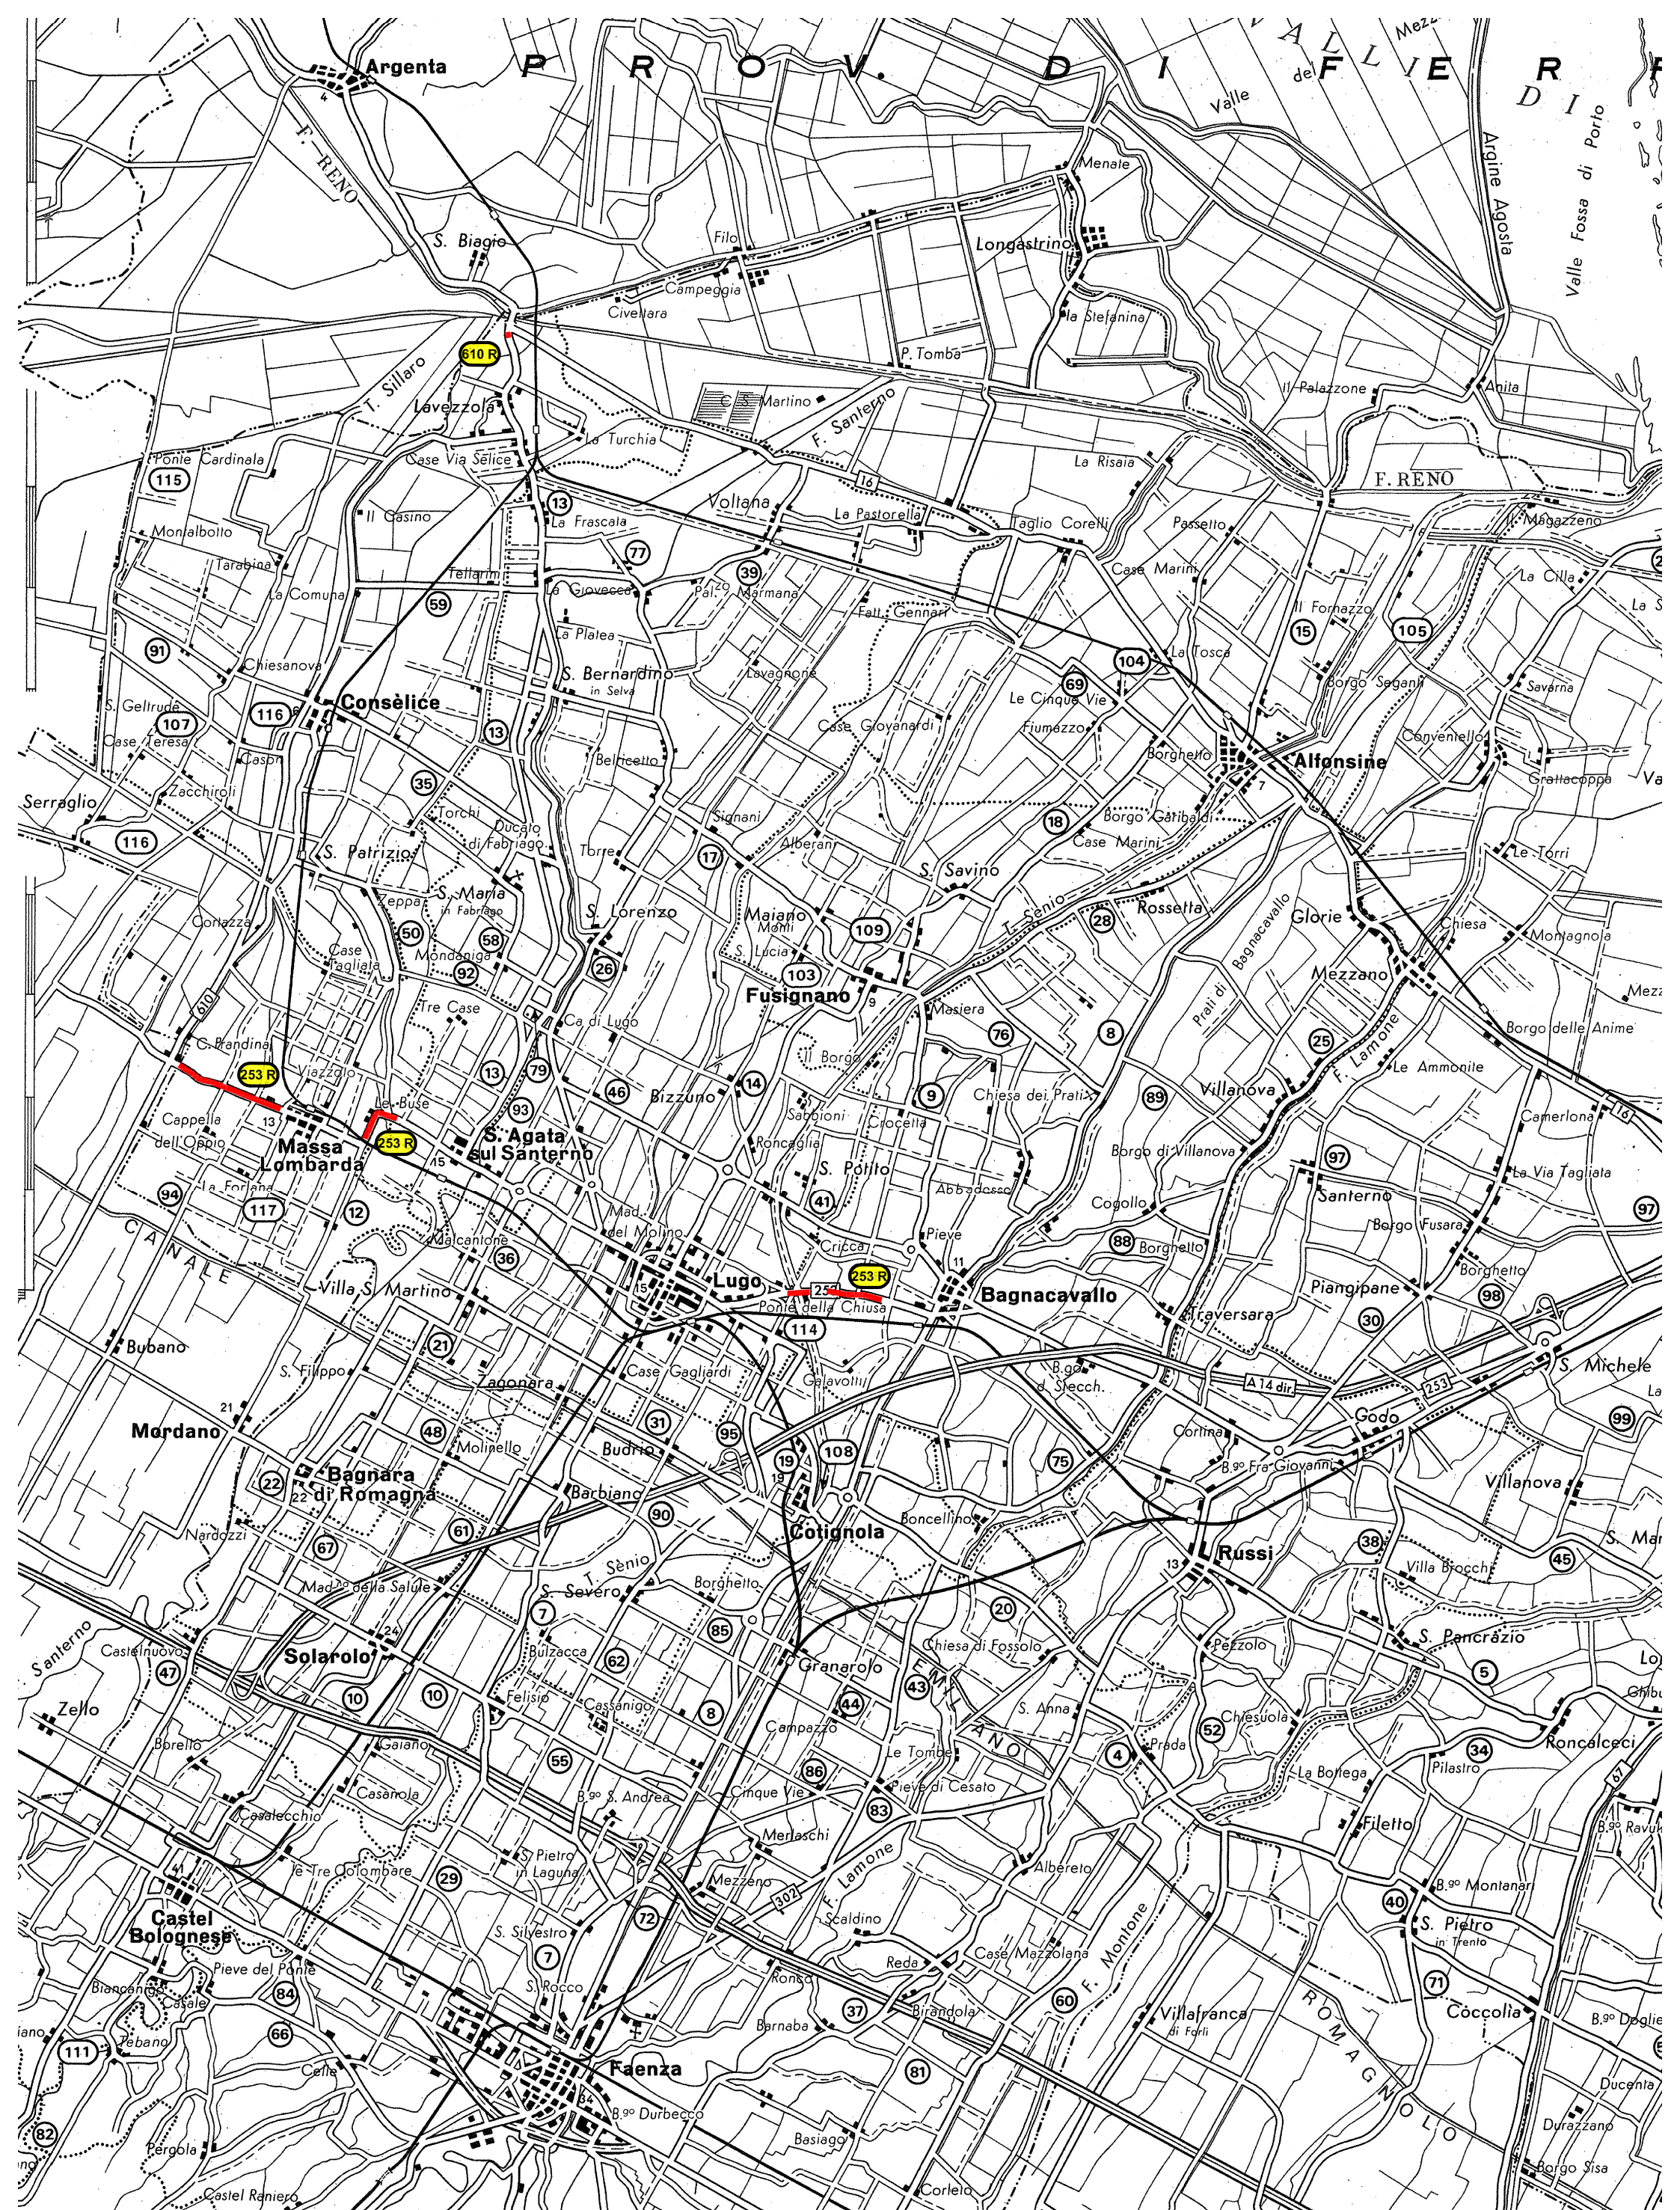 Argenta
4
P R O V. D I F E R
VALLI
DI
Mezz
del
Valle
Argine Agosta
Valle Fossa di Porto
F. RENO
Menale
S. Biagio
Filo
Longastrino
Campeggia
Civettara
la Stefanina
610 R
P. Tomba
T. Sillaro
Lavezzola
C. S. Martino
F. Santerno
Il Palazzone
Anita
La Turchia
Ponte Cardinala
Case Via Selice
La Risaia
F. RENO
115
16
13
Voltana
La Pastorella
Il Casino
La Frascata
Taglio Corelli
Passetto
Il Magazzeno
Montalbotto
77
Tarabina
Tellarini
39
Case Marini
La Cilla
La Comuna
59
La Giovecca
Pal.zo Marmana
Fatt. Gennari
Il Fornazzo
La Platea
15
105
91
Chiesanova
S. Bernardino
in Selva
Lavagnone
104
La Tosca
69
Borgo Seganti
Savarna
S. Geltrude
107
116
6
Consèlice
Le Cinque Vie
Case Giovanardi
Fiumazzo
13
Case Teresa
Conventello
Borghetto
Alfonsine
Belricetto
Grattacoppa
Zacchiroli
35
7
Serraglio
Torchi
Signani
18
Borgo Garibaldi
116
Ducato
di Fabriago
Alberani
Case Marini
S. Patrizio
Torre
17
Le Torri
S. Savino
Zeppa
S. Maria
in Fabriago
T. Senio
28
Rossetta
Cortazza
S. Lorenzo
Maiano
Monti
Glorie
Chiesa
50
58
109
Bagnacavallo
Prati di
Montagnola
Case
Tagliata
Mondaniga
92
26
S. Lucia
103
Mezzano
610
Fusignano
9
Tre Case
Masiera
Ca di Lugo
76
8
Borgo delle Anime
C. Prandina
Il Borgo
25
F. Lamone
253 R
Viazzolo
13
79
46
14
9
Chiesa dei Prati
Le Ammonite
Bizzuno
89
Villanova
Le Buse
93
Sabbioni
Crocetta
Camerlona
16
Cappella
dell'Oppio
13
Massa
Lombarda
253 R
S. Agata
sul Santerno
15
Roncaglia
Borgo di Villanova
S. Potito
97
La Via Tagliata
Santerno
94
La Forlana
Abbadesse
117
12
41
Cogollo
97
CANALE
Mad.
del Molino
Borgo Fusara
Malcantone
36
Cricca
Pieve
88
Borghetto
Villa S. Martino
Lugo
15
253
253 R
11
Bagnacavallo
Piangipane
Borghetto
98
Ponte della Chiusa
Traversara
30
Bubano
21
114
S. Filippo
Case Gagliardi
B.go
d. Stecch.
A 14 dir.
253
S. Michele
Zagonara
Galavotti
21
Mordano
48
31
95
Godo
99
Molinello
Budrio
19
108
Cortina
Bagnara
di Romagna
22
22
75
B.go Fra Giovanni
Villanova
Barbiano
19
90
Boncellino
Nardozzi
61
Cotignola
67
T. Sènio
Russi
13
38
45
Mad.na della Salute
S. Severo
Borghetto
Villa Brocchi
7
20
Santerno
24
85
Castelnuovo
Solarolo
Chiesa di Fossolo
S. Pancrazio
Bulzacca
62
Pezzolo
47
Granarolo
5
EMILIANO
10
10
Felisio
43
Zello
Cassanigo
8
44
S. Anna
52
Chiesuola
Campazzo
Borello
Gaiano
Le Tombe
4
Prada
34
Roncalceci
55
86
Casanola
Cinque Vie
Pieve di Cesato
La Bottega
Pilastro
67
B.go S. Andrea
83
Casalecchio
Merlaschi
Filetto
S. Pietro
in Laguna
le Tre Colombare
29
Mezzeno
302
F. Lamone
Albereto
41
B.go Montanari
Castel
Bolognese
72
Scaldino
F. Montone
40
S. Silvestro
S. Pietro
in Trento
7
Case Mazzolana
Pieve del Ponte
Reda
Biancanigo
S. Rocco
Ronco
71
84
Casale
37
Birandola
60
Villafranca
di Forlì
Còccolia
66
Barnaba
ROMAGNOLO
111
Tebano
Celle
Faenza
81
34
Ducenta
B.go Durbecco
82
Durazzano
Pergola
Basiago
Borgo Sisa
Castel Raniero
Corleto